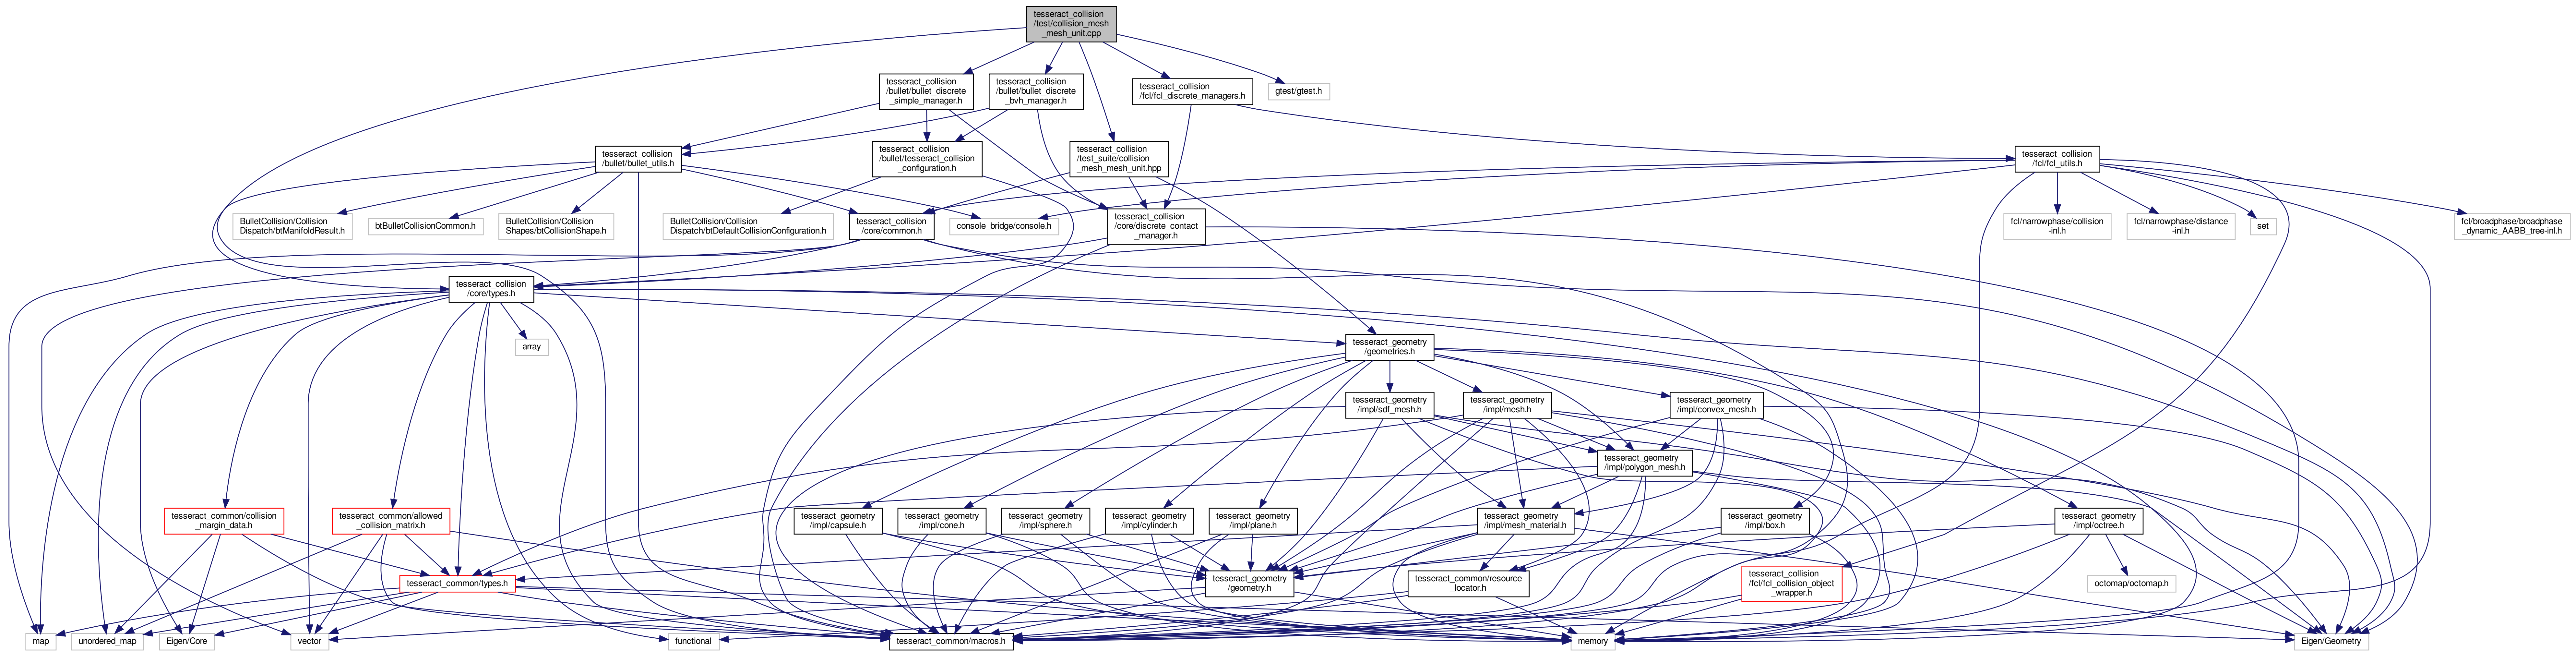 tesseract_collision
/test/collision_mesh
_mesh_unit.cpp
tesseract_collision
/bullet/bullet_discrete
_simple_manager.h
tesseract_collision
/bullet/bullet_discrete
_bvh_manager.h
tesseract_collision
/fcl/fcl_discrete_managers.h
gtest/gtest.h
tesseract_collision
/bullet/bullet_utils.h
tesseract_collision
/bullet/tesseract_collision
_configuration.h
tesseract_collision
/test_suite/collision
_mesh_mesh_unit.hpp
tesseract_collision
/fcl/fcl_utils.h
BulletCollision/Collision
Dispatch/btManifoldResult.h
btBulletCollisionCommon.h
BulletCollision/Collision
Shapes/btCollisionShape.h
BulletCollision/Collision
Dispatch/btDefaultCollisionConfiguration.h
tesseract_collision
/core/common.h
console_bridge/console.h
tesseract_collision
/core/discrete_contact
_manager.h
fcl/narrowphase/collision
-inl.h
fcl/narrowphase/distance
-inl.h
set
fcl/broadphase/broadphase
_dynamic_AABB_tree-inl.h
tesseract_collision
/core/types.h
array
tesseract_geometry
/geometries.h
tesseract_geometry
/impl/sdf_mesh.h
tesseract_geometry
/impl/mesh.h
tesseract_geometry
/impl/convex_mesh.h
tesseract_geometry
/impl/polygon_mesh.h
tesseract_common/collision
_margin_data.h
tesseract_common/allowed
_collision_matrix.h
tesseract_geometry
/impl/capsule.h
tesseract_geometry
/impl/cone.h
tesseract_geometry
/impl/sphere.h
tesseract_geometry
/impl/cylinder.h
tesseract_geometry
/impl/plane.h
tesseract_geometry
/impl/mesh_material.h
tesseract_geometry
/impl/box.h
tesseract_geometry
/impl/octree.h
tesseract_common/types.h
tesseract_geometry
/geometry.h
tesseract_common/resource
_locator.h
tesseract_collision
/fcl/fcl_collision_object
_wrapper.h
octomap/octomap.h
map
unordered_map
Eigen/Core
vector
functional
tesseract_common/macros.h
memory
Eigen/Geometry